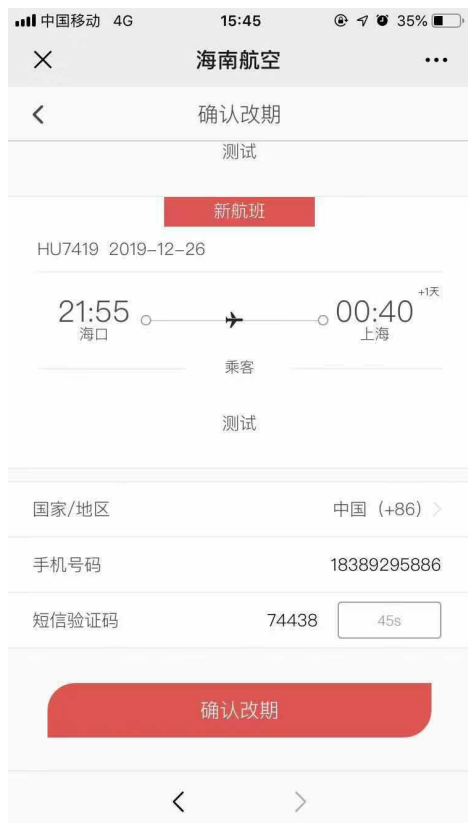 中国移动 4G 15:45 35%
海南航空
确认改期
测试
新航班
HU7419 2019-12-26
+1天
21:55 00:40
海口 上海
乘客
测试
国家/地区 中国（+86）
手机号码 18389295886
短信验证码 74438 45s
确认改期